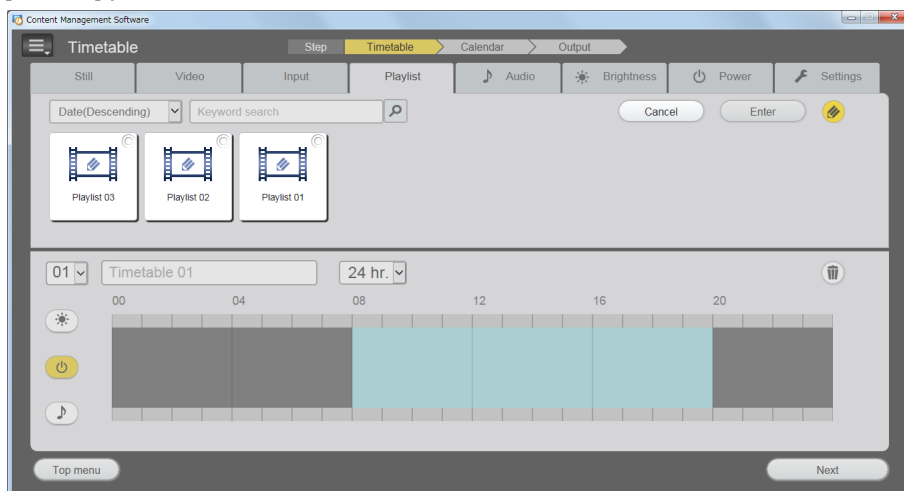 Content Management Software
Timetable
Step Timetable Calendar Output
Still Video Input Playlist Audio Brightness Power Settings
Date(Descending) Keyword search Cancel Enter
Playlist 03 Playlist 02 Playlist 01
01 Timetable 01 24 hr.
00 04 08 12 16 20
Top menu Next